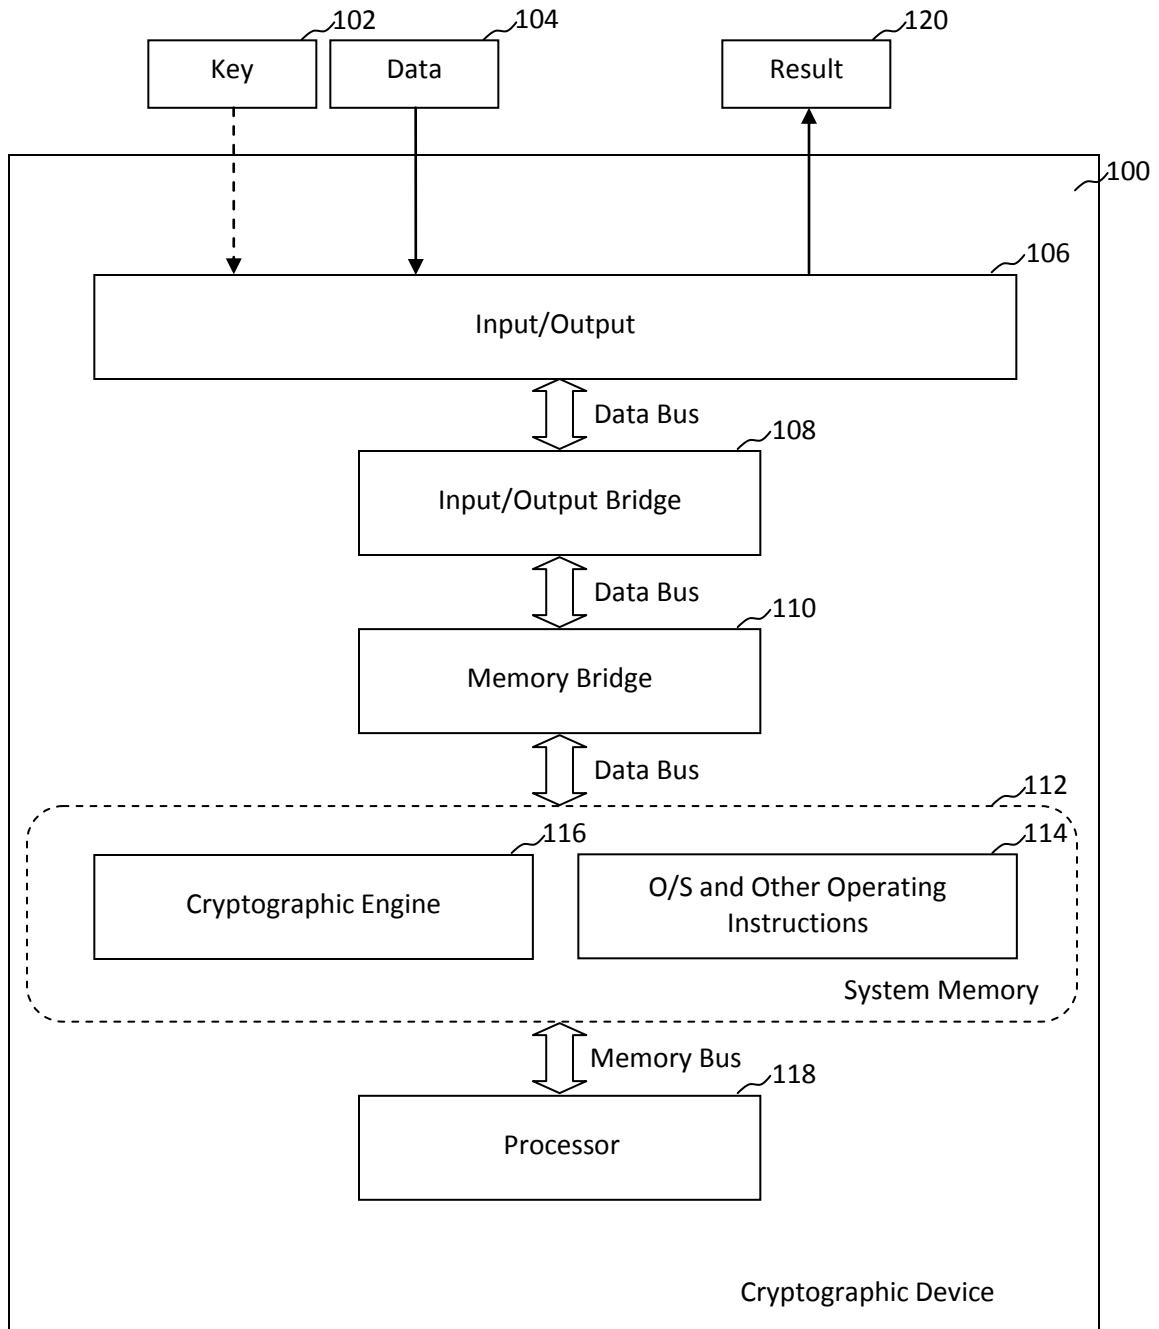 102
104
120
Key
Data
Result
100
106
Input/Output
Data Bus
108
Input/Output Bridge
Data Bus
110
Memory Bridge
Data Bus
112
116
114
Cryptographic Engine
O/S and Other Operating
Instructions
System Memory
Memory Bus
118
Processor
Cryptographic Device